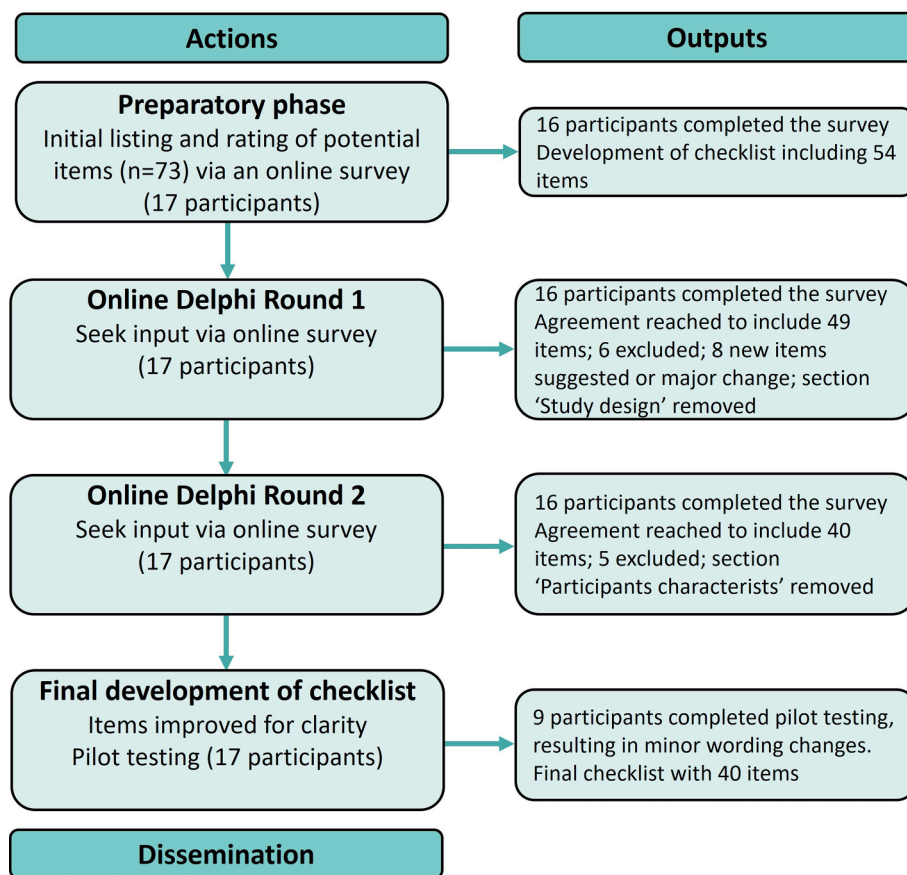 Actions
Outputs
Preparatory phase
Initial listing and rating of potential
items (n=73) via an online survey
(17 participants)
16 participants completed the survey
Development of checklist including 54
items
Online Delphi Round 1
Seek input via online survey
(17 participants)
16 participants completed the survey
Agreement reached to include 49
items; 6 excluded; 8 new items
suggested or major change; section
‘Study design’ removed
Online Delphi Round 2
Seek input via online survey
(17 participants)
16 participants completed the survey
Agreement reached to include 40
items; 5 excluded; section
‘Participants characterists’ removed
Final development of checklist
Items improved for clarity
Pilot testing (17 participants)
9 participants completed pilot testing,
resulting in minor wording changes.
Final checklist with 40 items
Dissemination